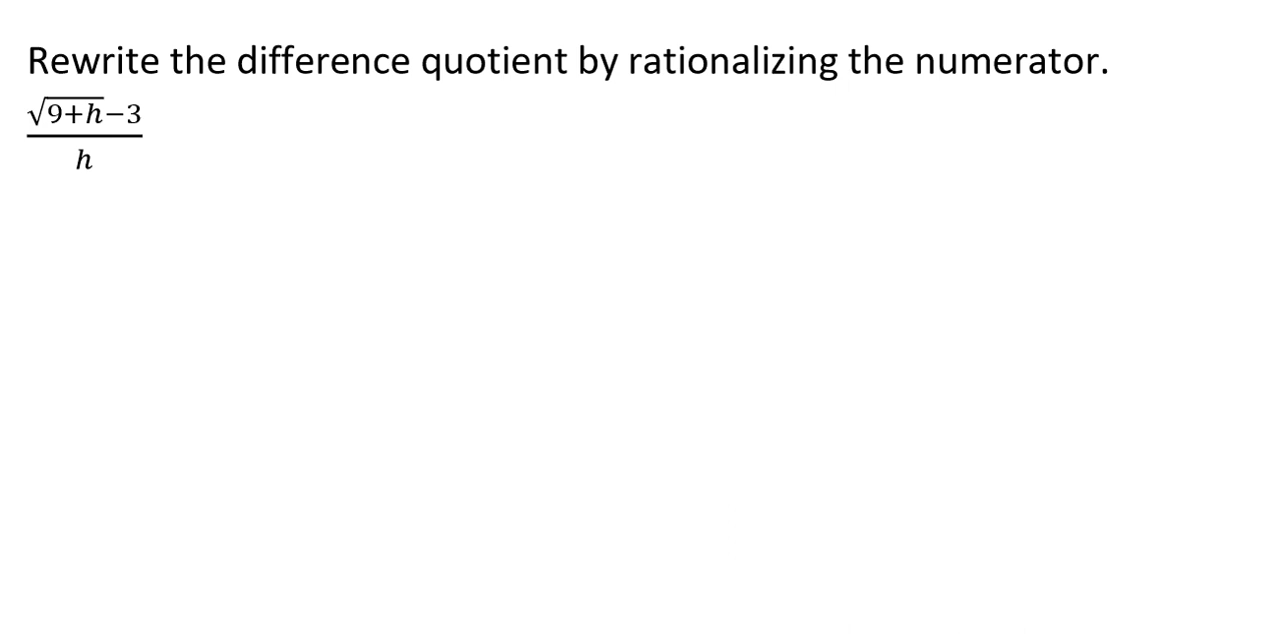 Rewrite the difference quotient by rationalizing the numerator.
√9+h−3
h